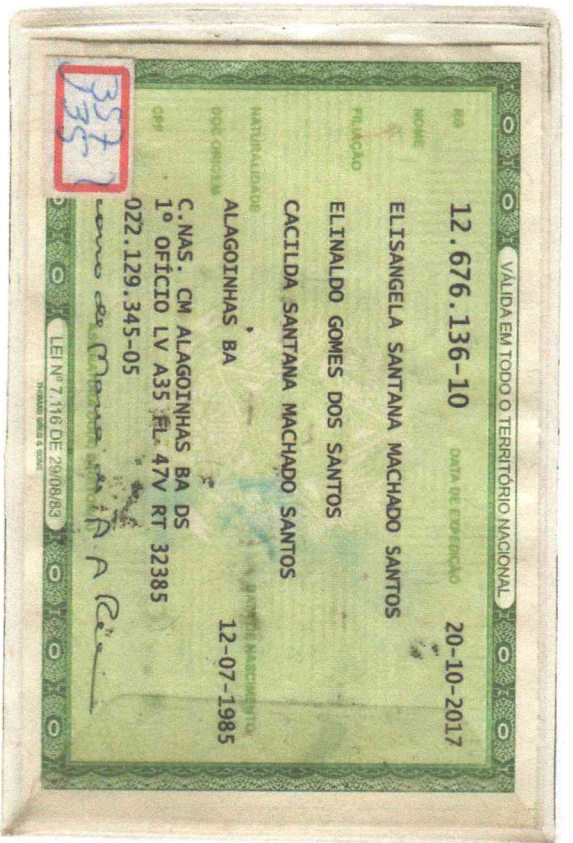 VÁLIDA EM TODO O TERRITÓRIO NACIONAL
RG 12.676.136-10 DATA DE EXPEDIÇÃO 20-10-2017
NOME ELISANGELA SANTANA MACHADO SANTOS
FILIAÇÃO ELINALDO GOMES DOS SANTOS
CACILDA SANTANA MACHADO SANTOS
NATURALIDADE DATA DE NASCIMENTO
ALAGOINHAS BA 12-07-1985
DOC ORIGEM C.NAS. CM ALAGOINHAS BA DS
1º OFÍCIO LV A35 FL. 47V RT 32385
CPF 022.129.345-05
de A A
LEI Nº 7.116 DE 29/08/83